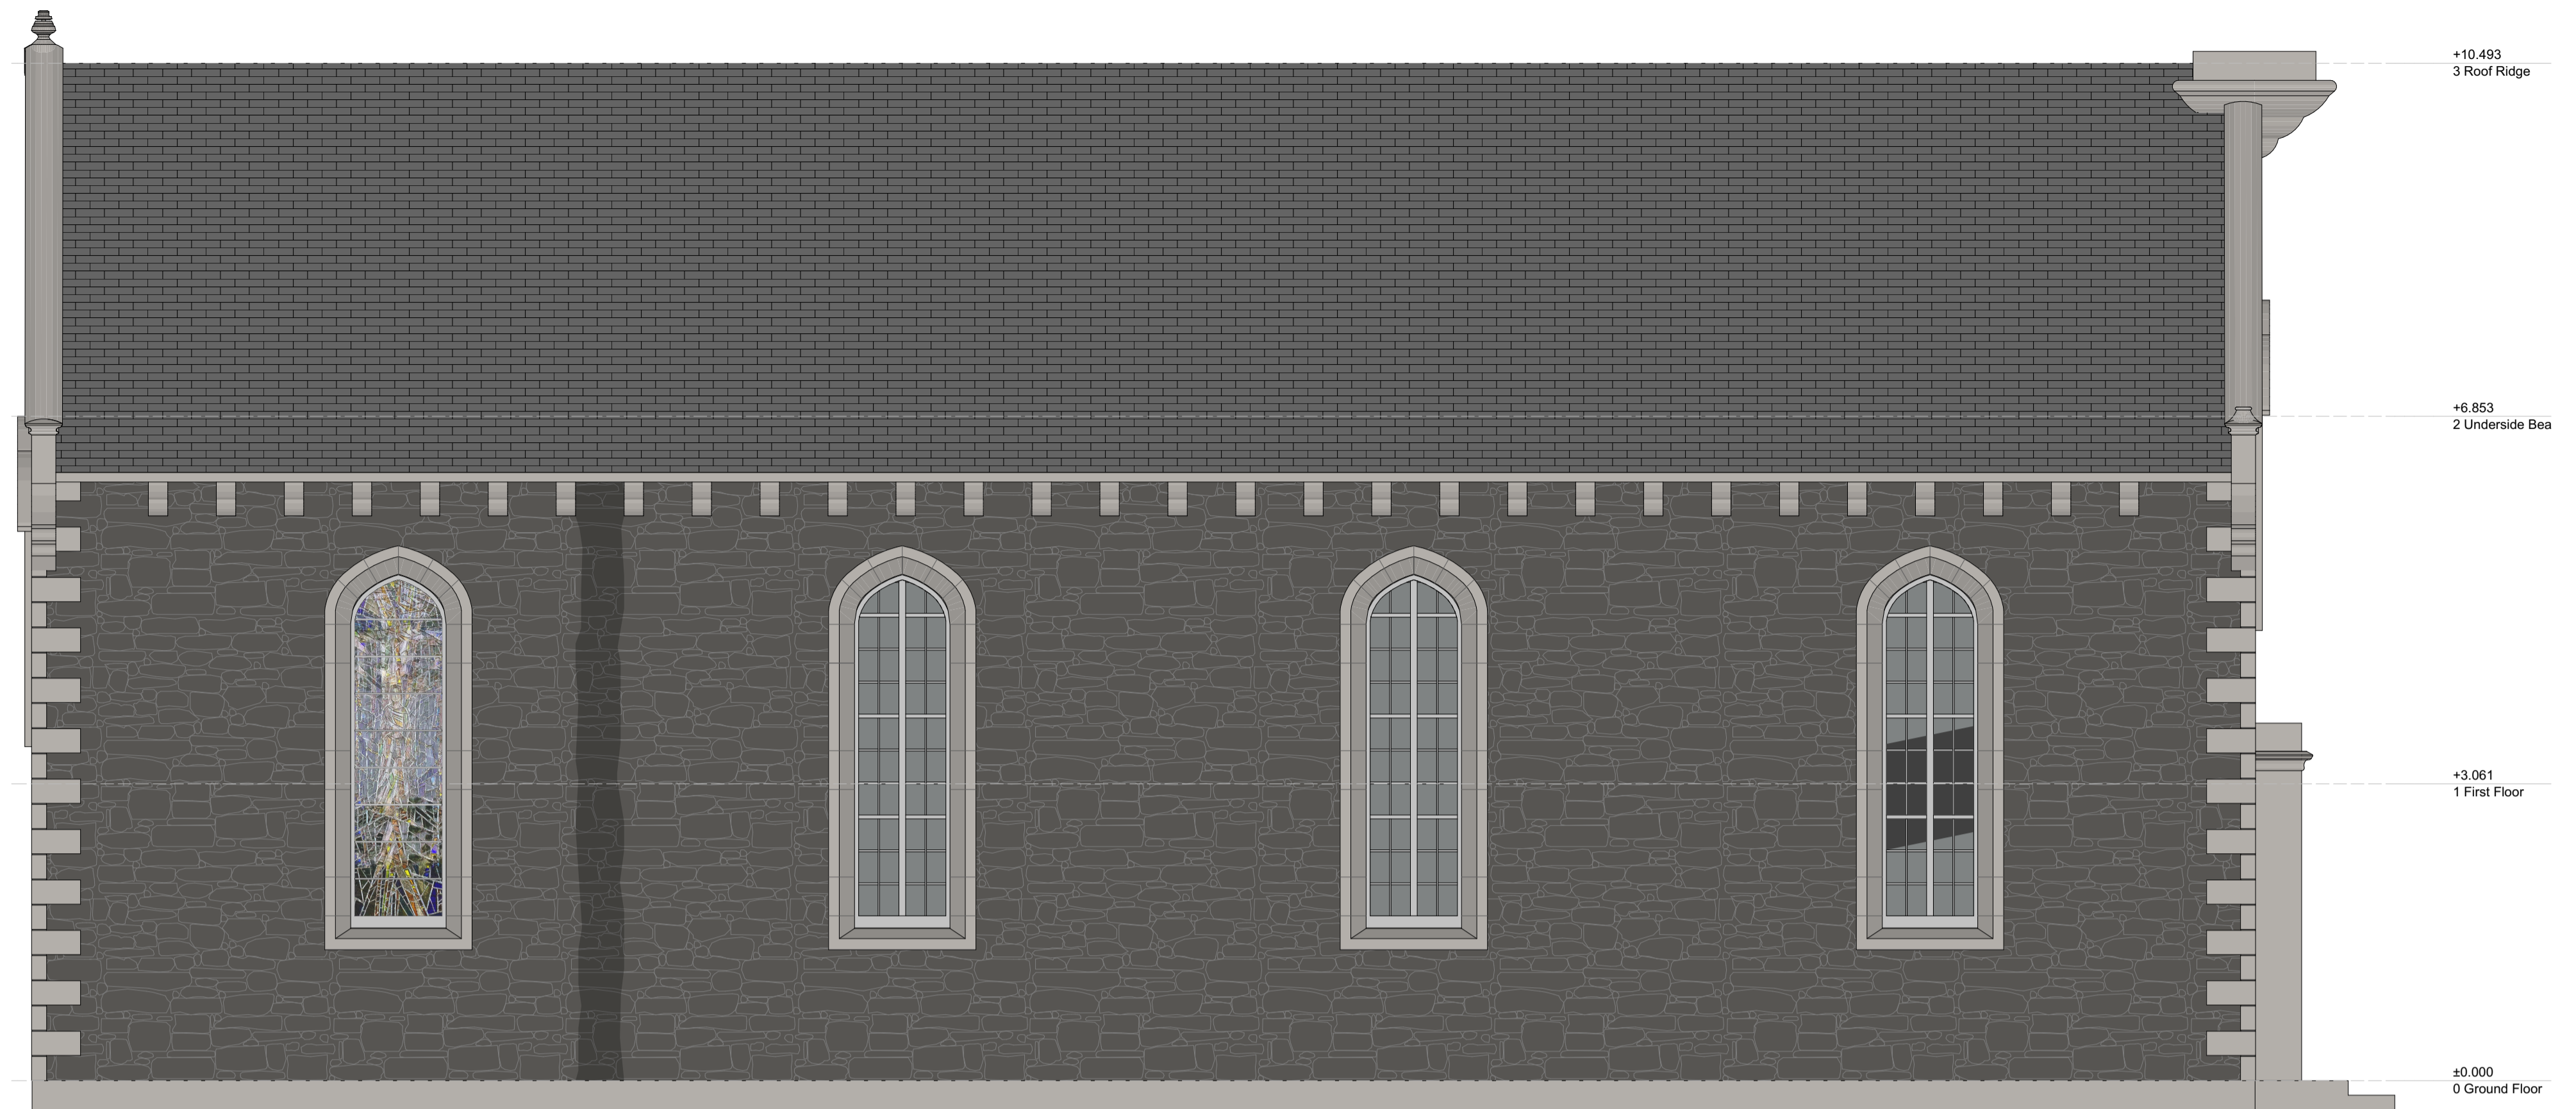 +10.493
3 Roof Ridge
+6.853
2 Underside Bea
+3.061
1 First Floor
±0.000
0 Ground Floor